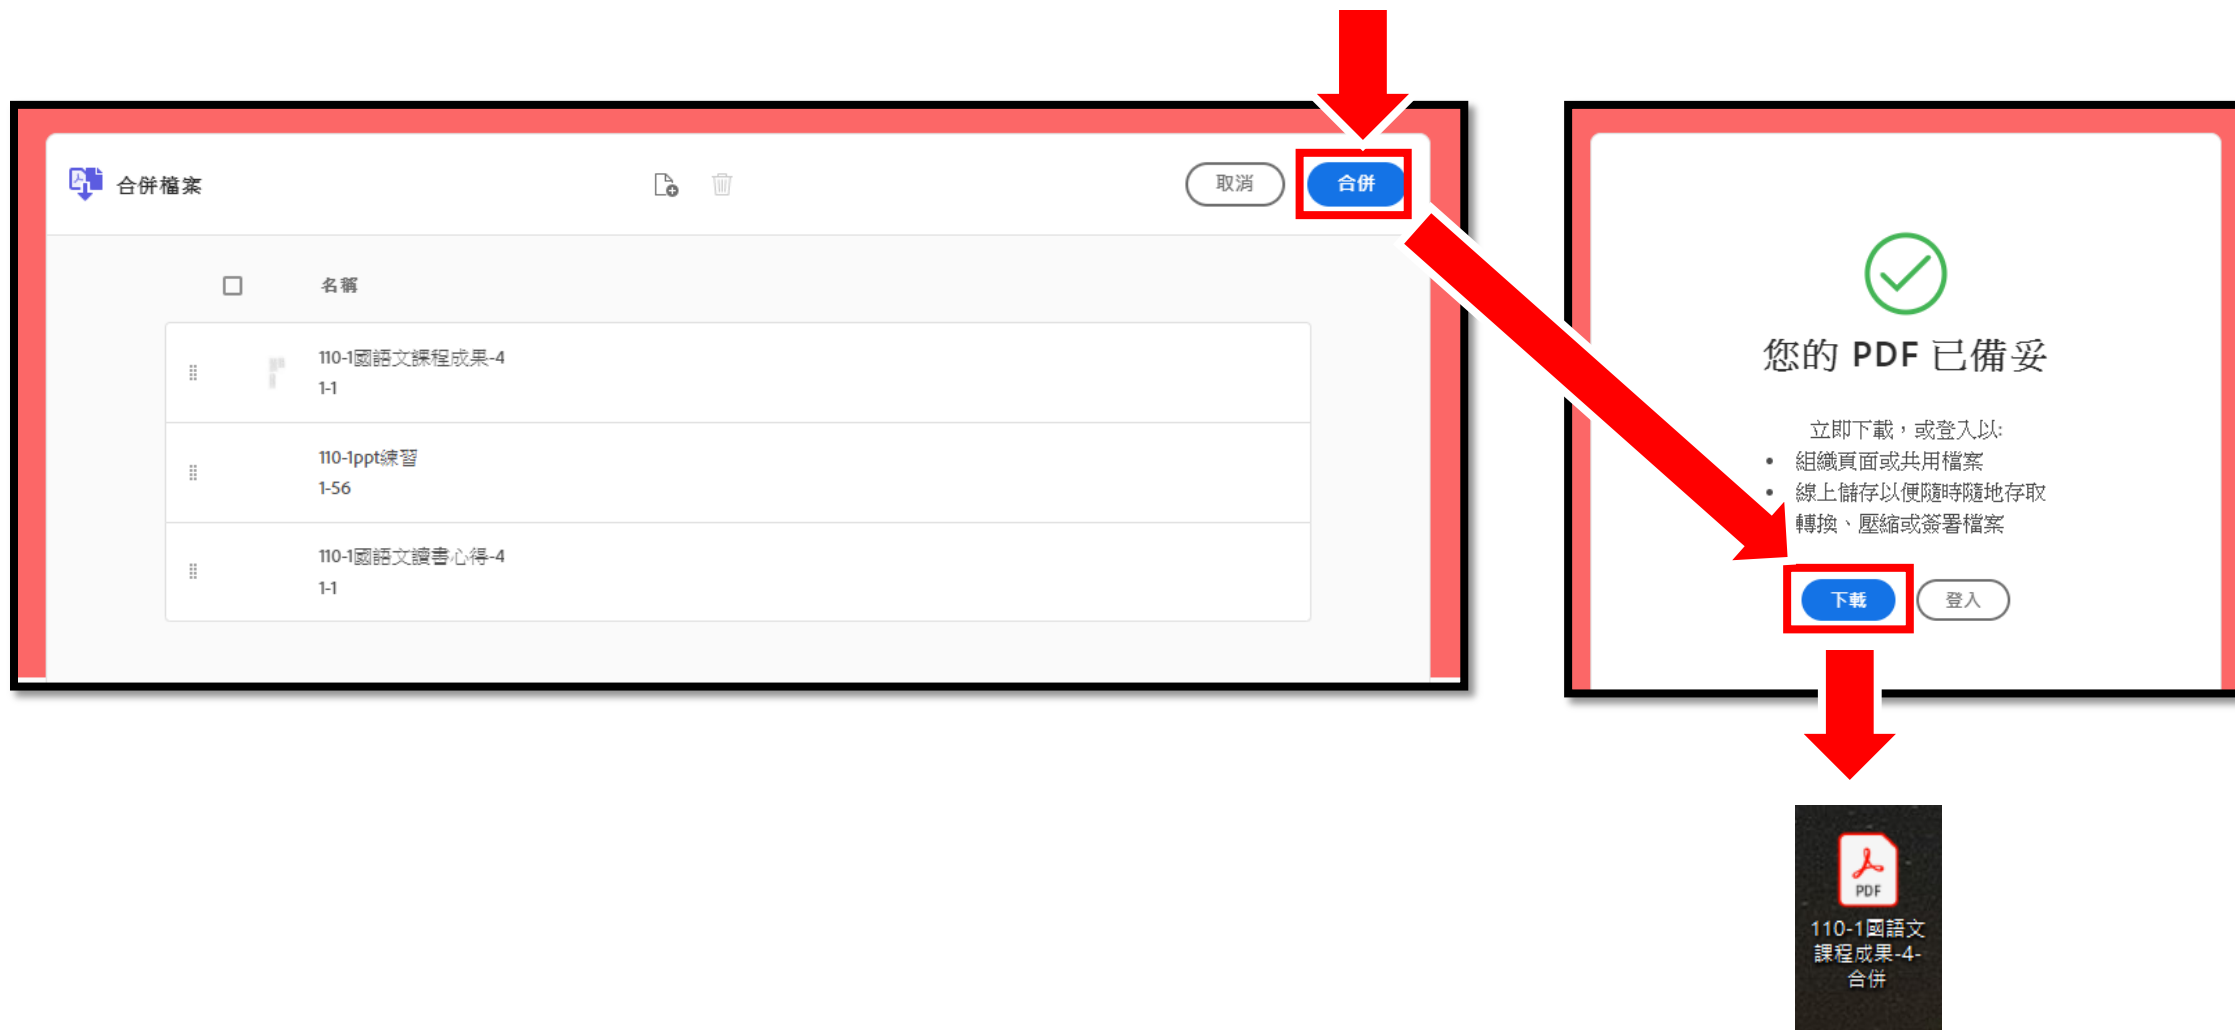 合併檔案
取消
合併
名稱
110-1國語文課程成果-4
1-1
110-1ppt練習
1-56
110-1國語文讀書心得-4
1-1
您的 PDF 已備妥
立即下載，或登入以:
• 組織頁面或共用檔案
• 線上儲存以便隨時隨地存取
轉換、壓縮或簽署檔案
下載
登入
PDF
110-1國語文
課程成果-4-
合併